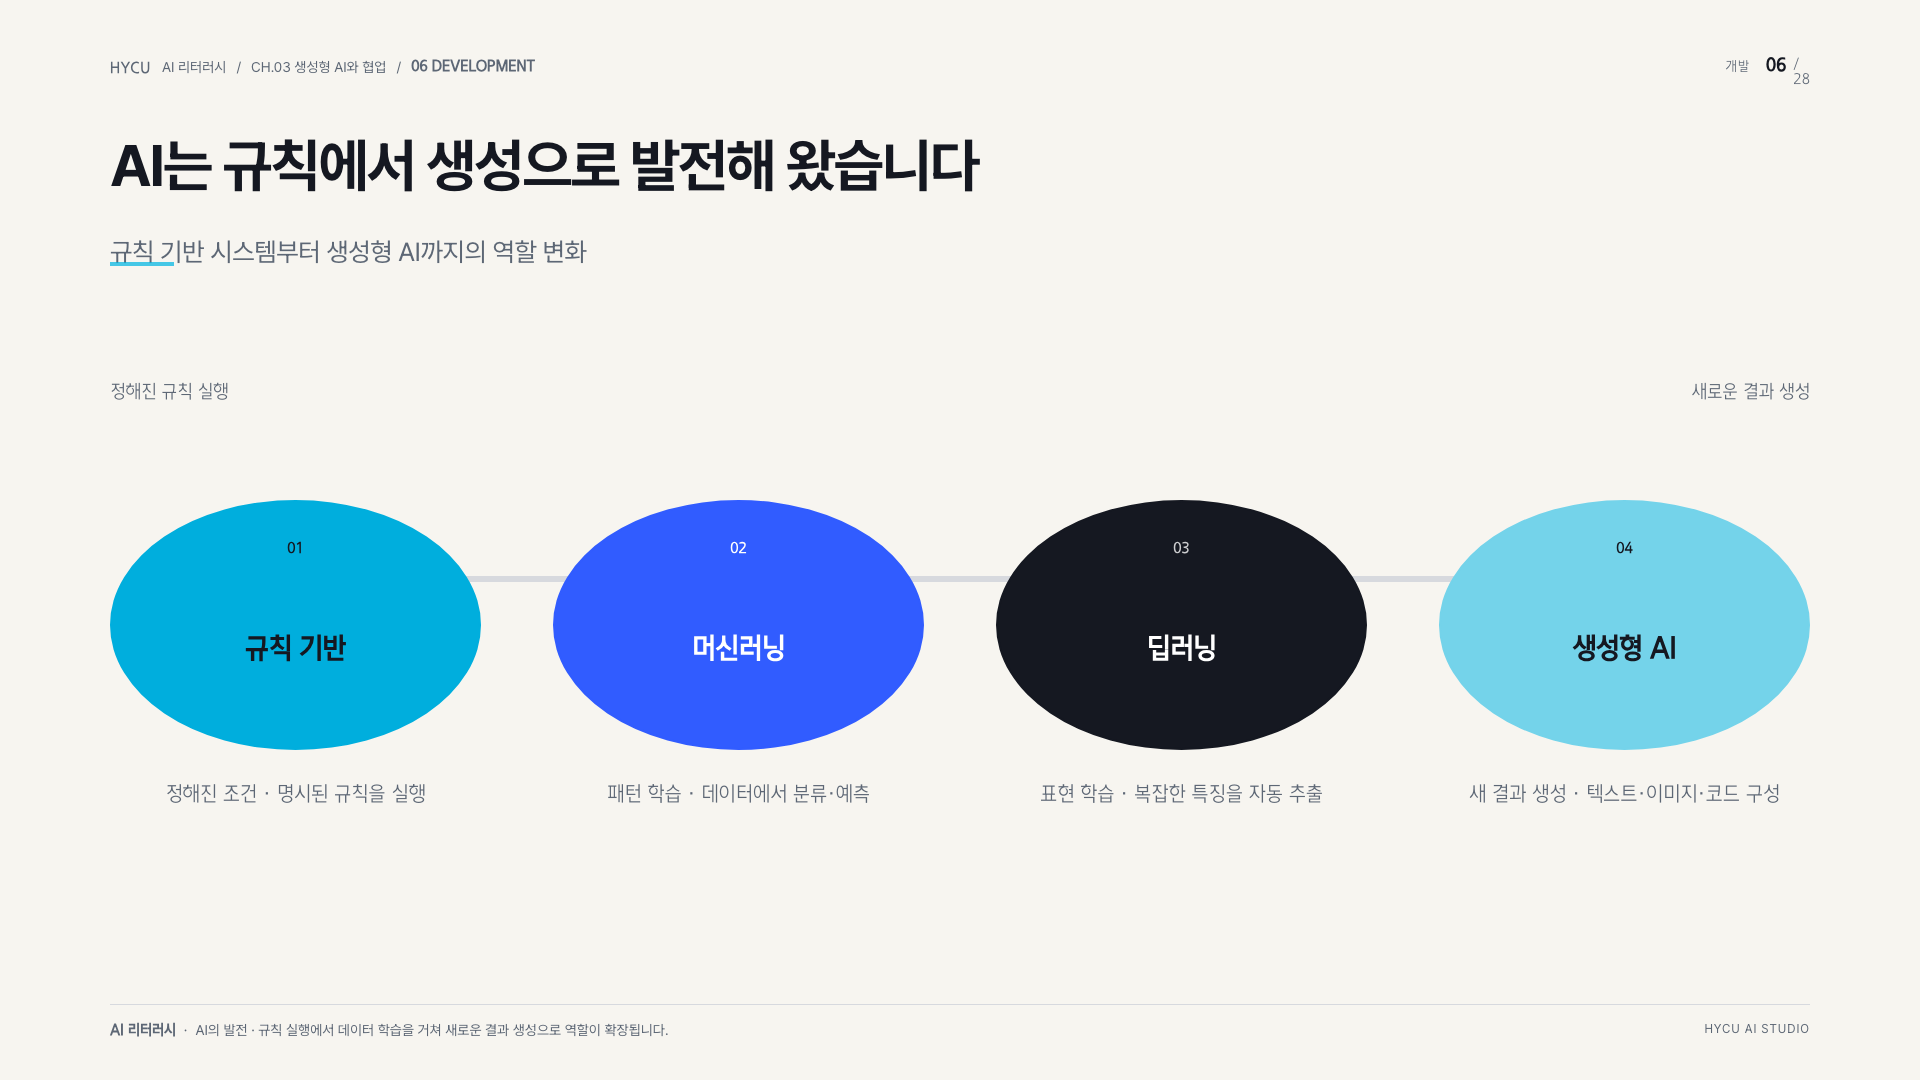 HYCU AI 리터러시 / CH.03 생성형 AI와 협업 / 06 DEVELOPMENT
개발 06 / 28
AI는 규칙에서 생성으로 발전해 왔습니다
규칙 기반 시스템부터 생성형 AI까지의 역할 변화
정해진 규칙 실행
새로운 결과 생성
01
규칙 기반
정해진 조건 · 명시된 규칙을 실행
02
머신러닝
패턴 학습 · 데이터에서 분류·예측
03
딥러닝
표현 학습 · 복잡한 특징을 자동 추출
04
생성형 AI
새 결과 생성 · 텍스트·이미지·코드 구성
AI 리터러시 · AI의 발전 · 규칙 실행에서 데이터 학습을 거쳐 새로운 결과 생성으로 역할이 확장됩니다.
HYCU AI STUDIO